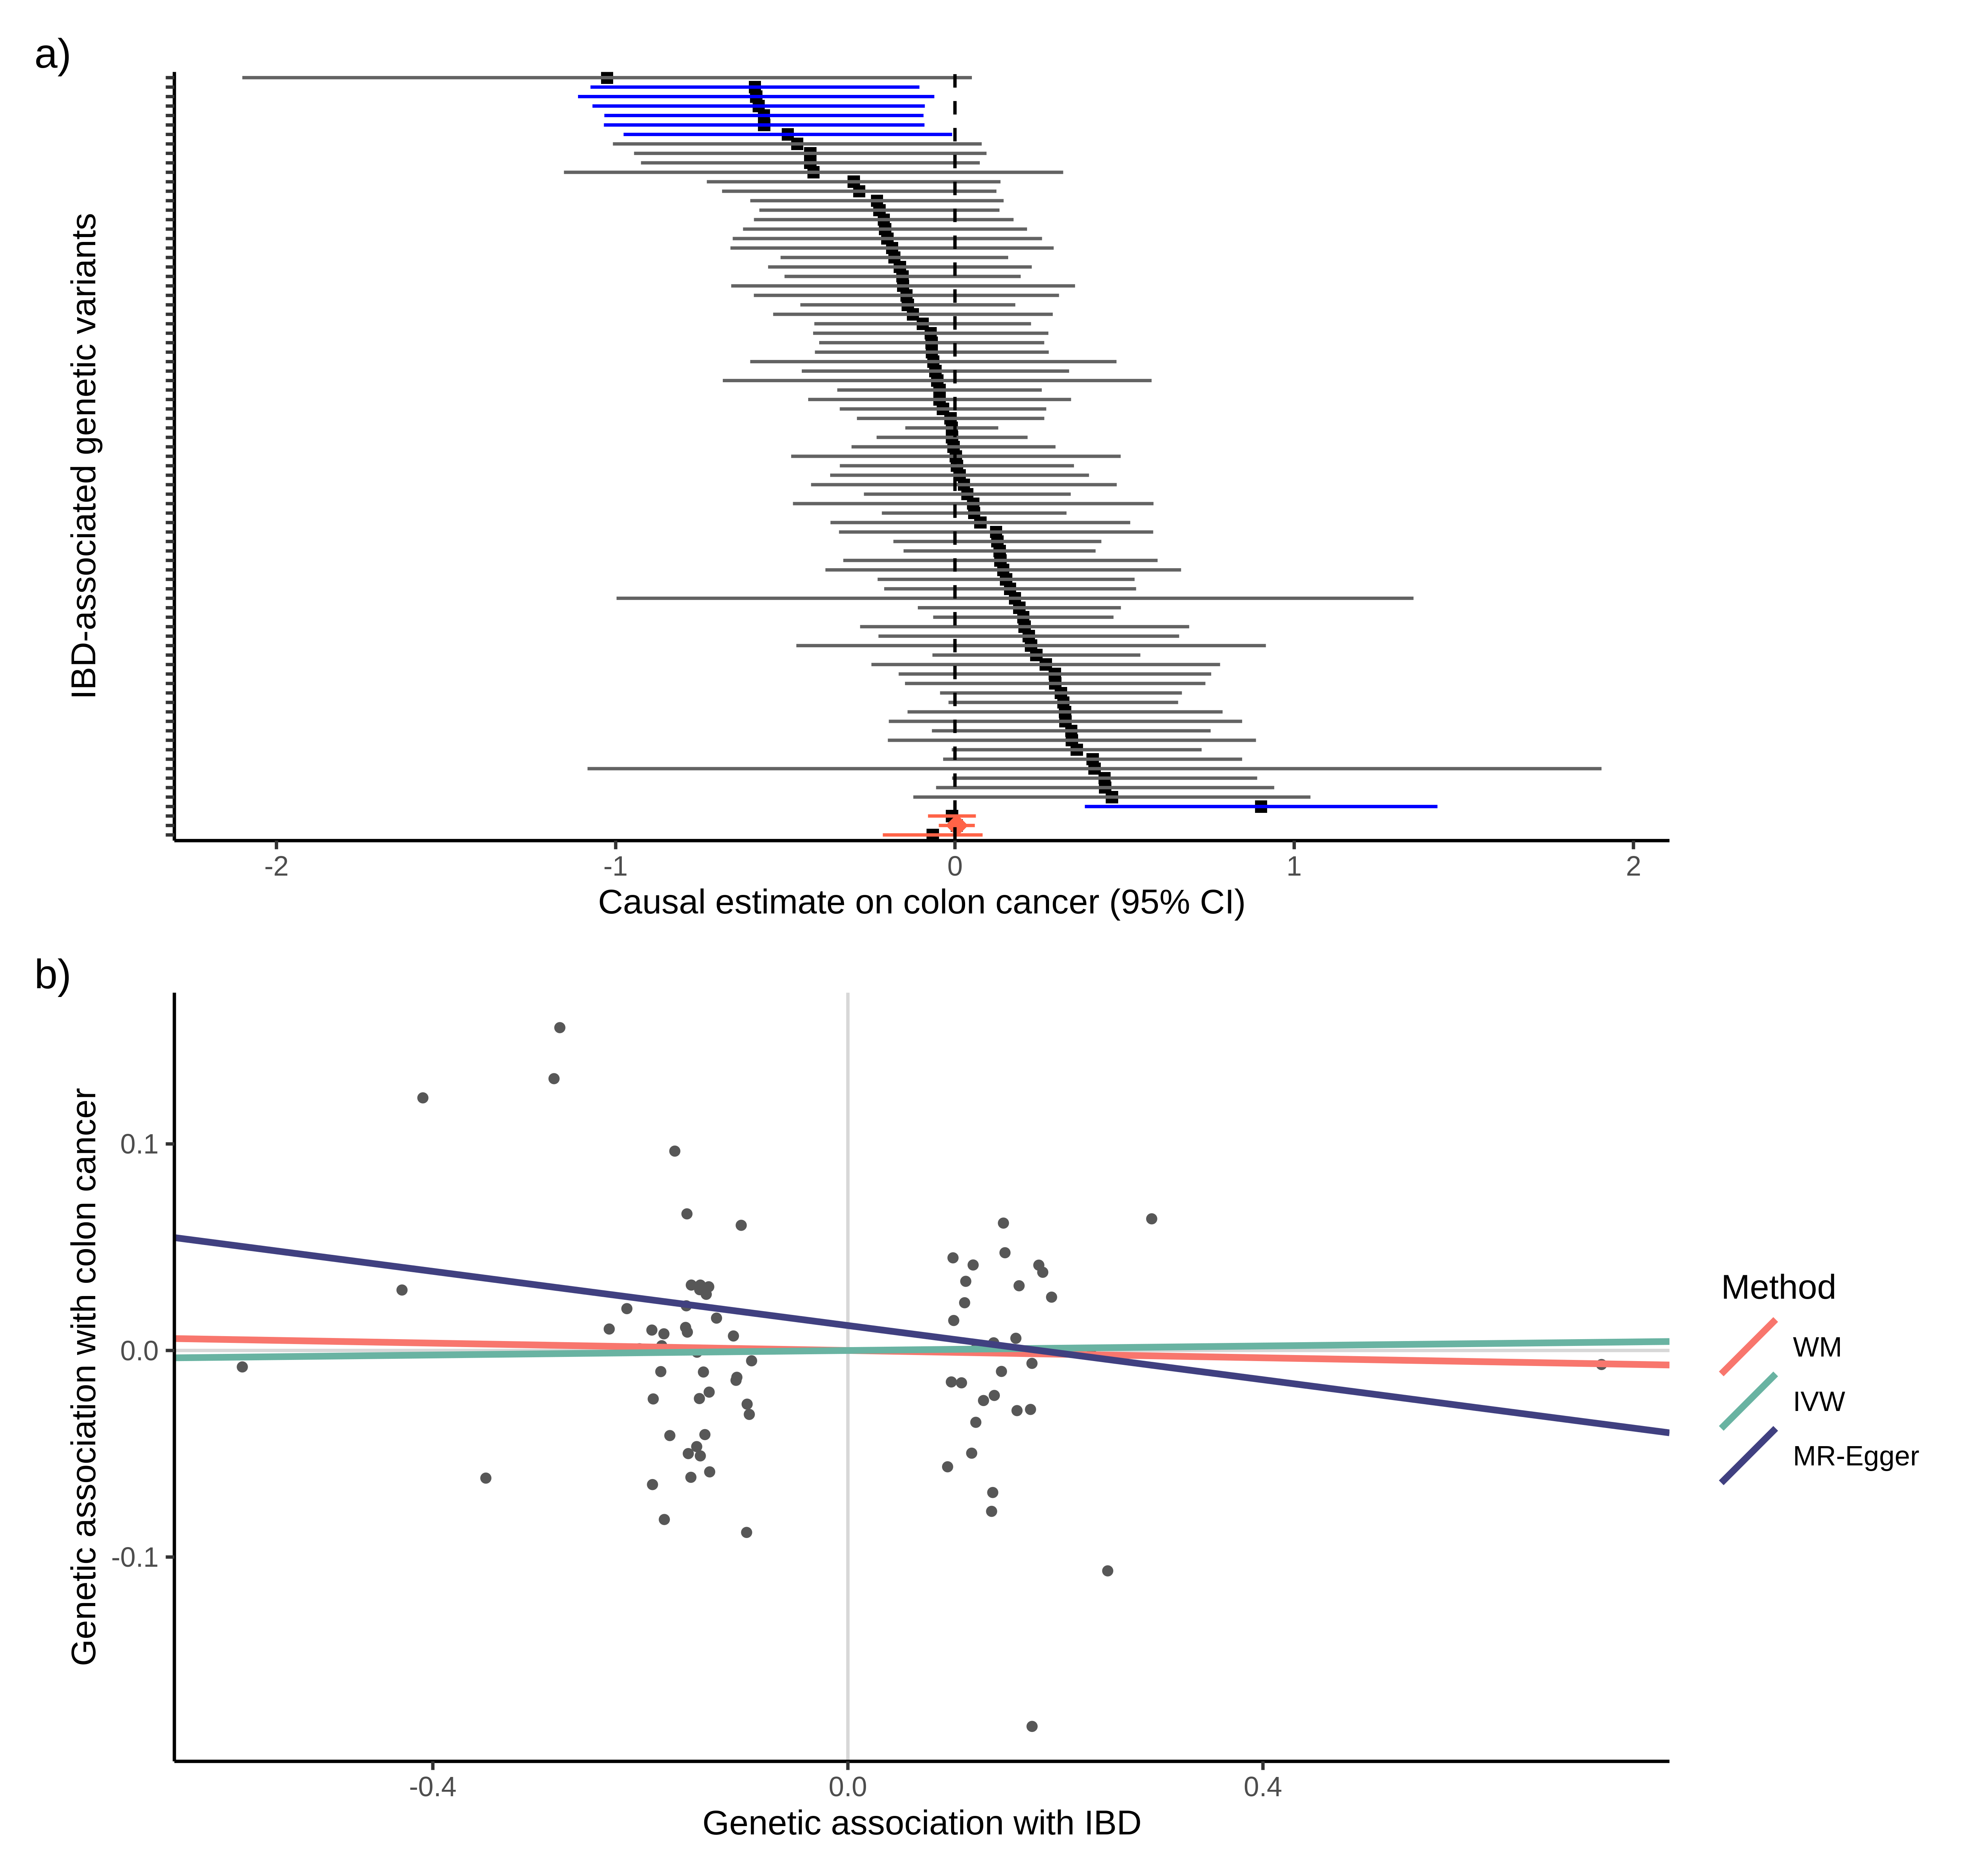 a)
IBD-associated genetic variants
-2
-1
0
1
2
Causal estimate on colon cancer (95% CI)
b)
Genetic association with colon cancer
0.1
0.0
-0.1
-0.4
0.0
0.4
Genetic association with IBD
Method
WM
IVW
MR-Egger